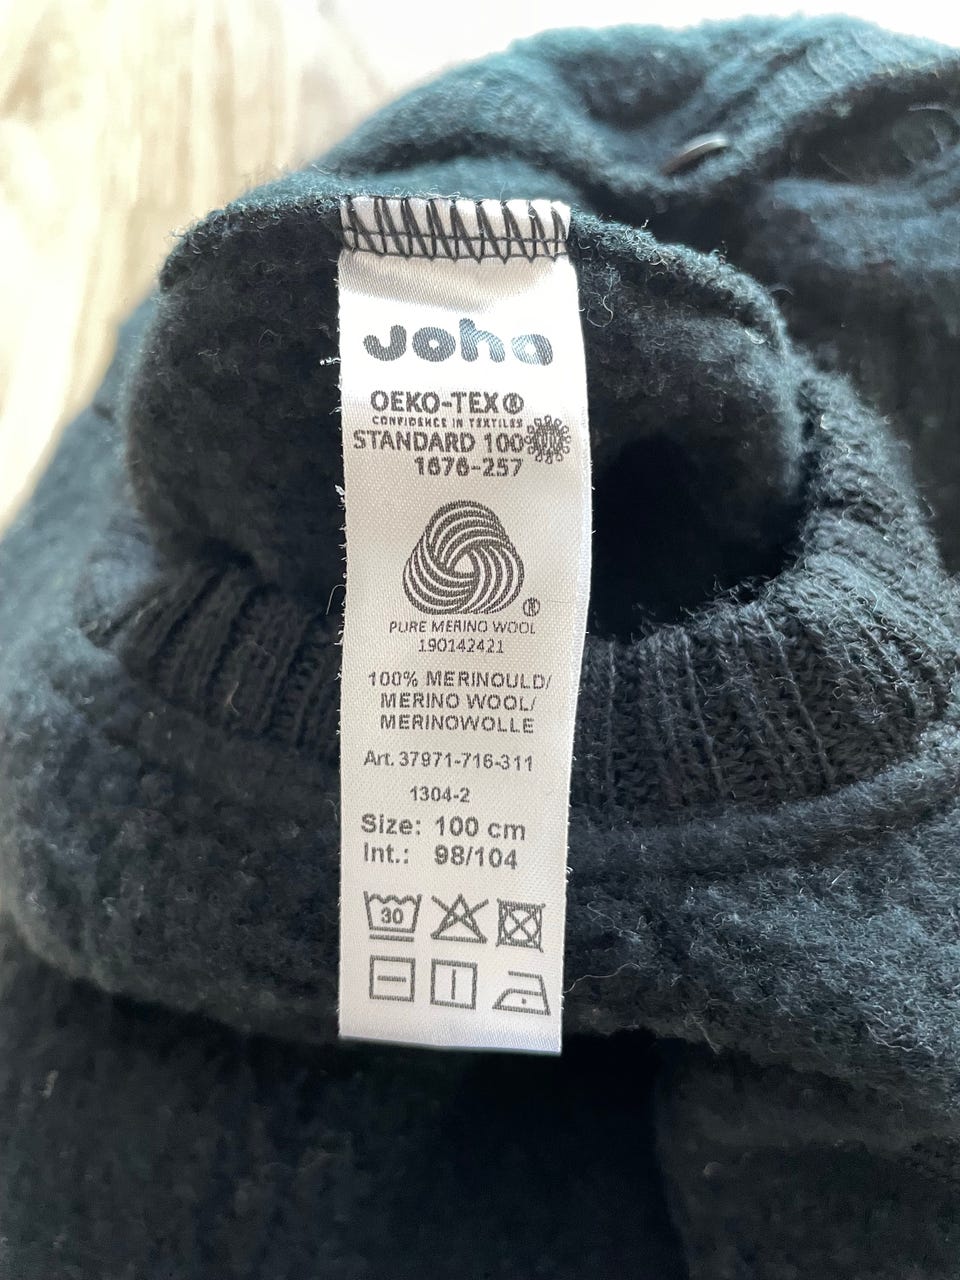 Joha
OEKO-TEX®
CONFIDENCE IN TEXTILES
STANDARD 100
1676-257
®
PURE MERINO WOOL
190142421
100% MERINOULD/
MERINO WOOL/
MERINOWOLLE
Art. 37971-716-311
1304-2
Size: 100 cm
Int.: 98/104
30